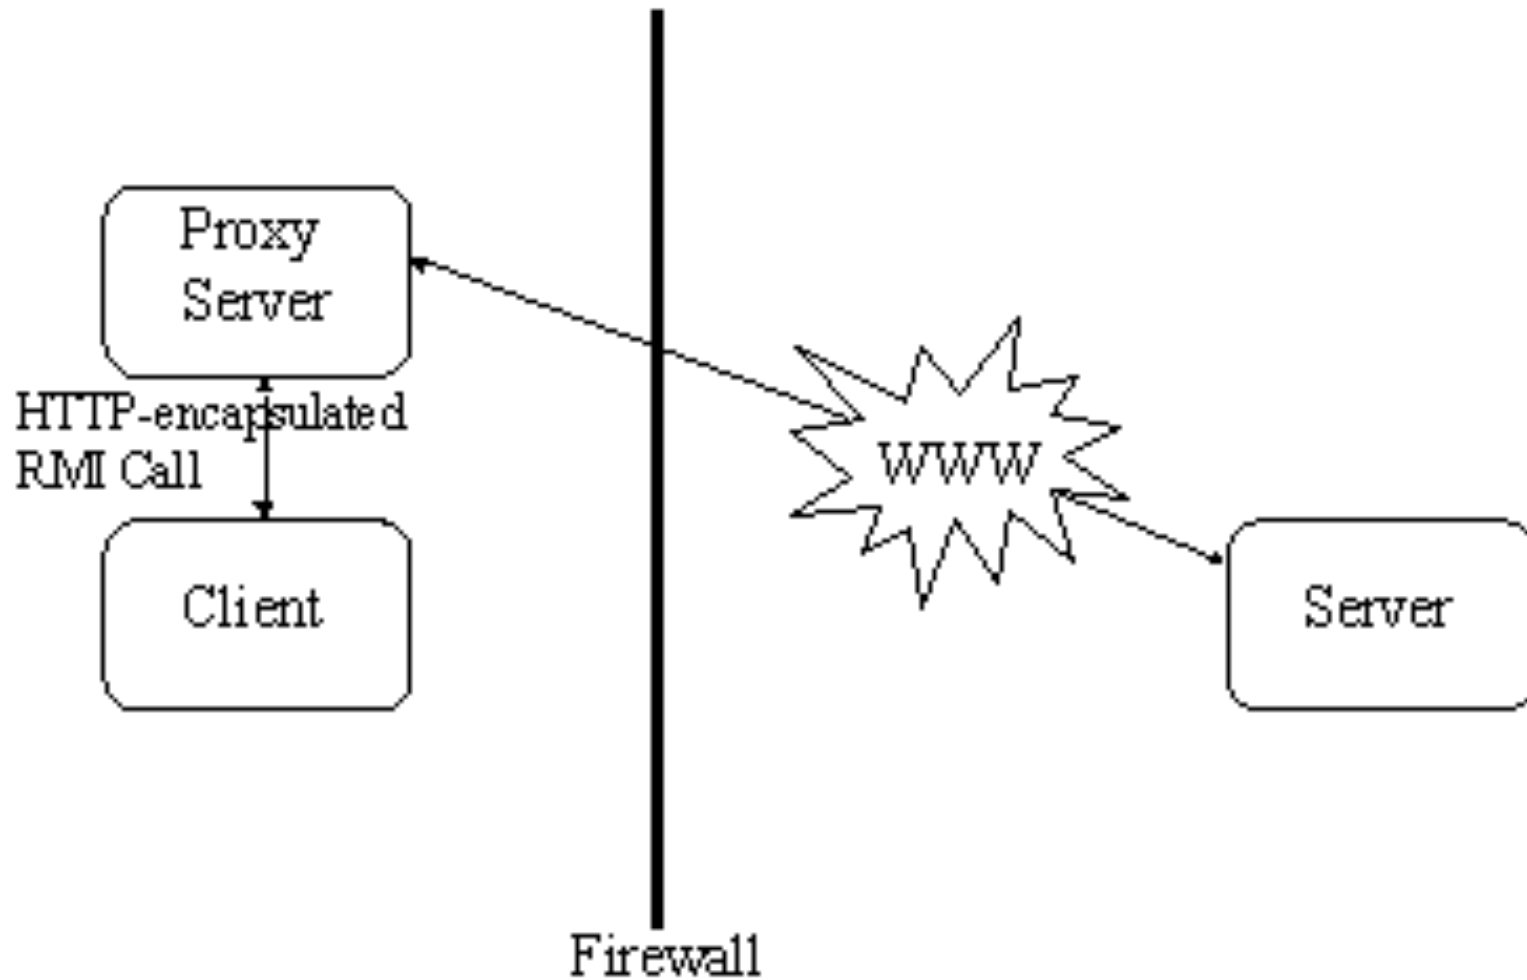 Proxy
Server
HTTP-encapsulated
RMI Call
Client
WWW
Server
Firewall